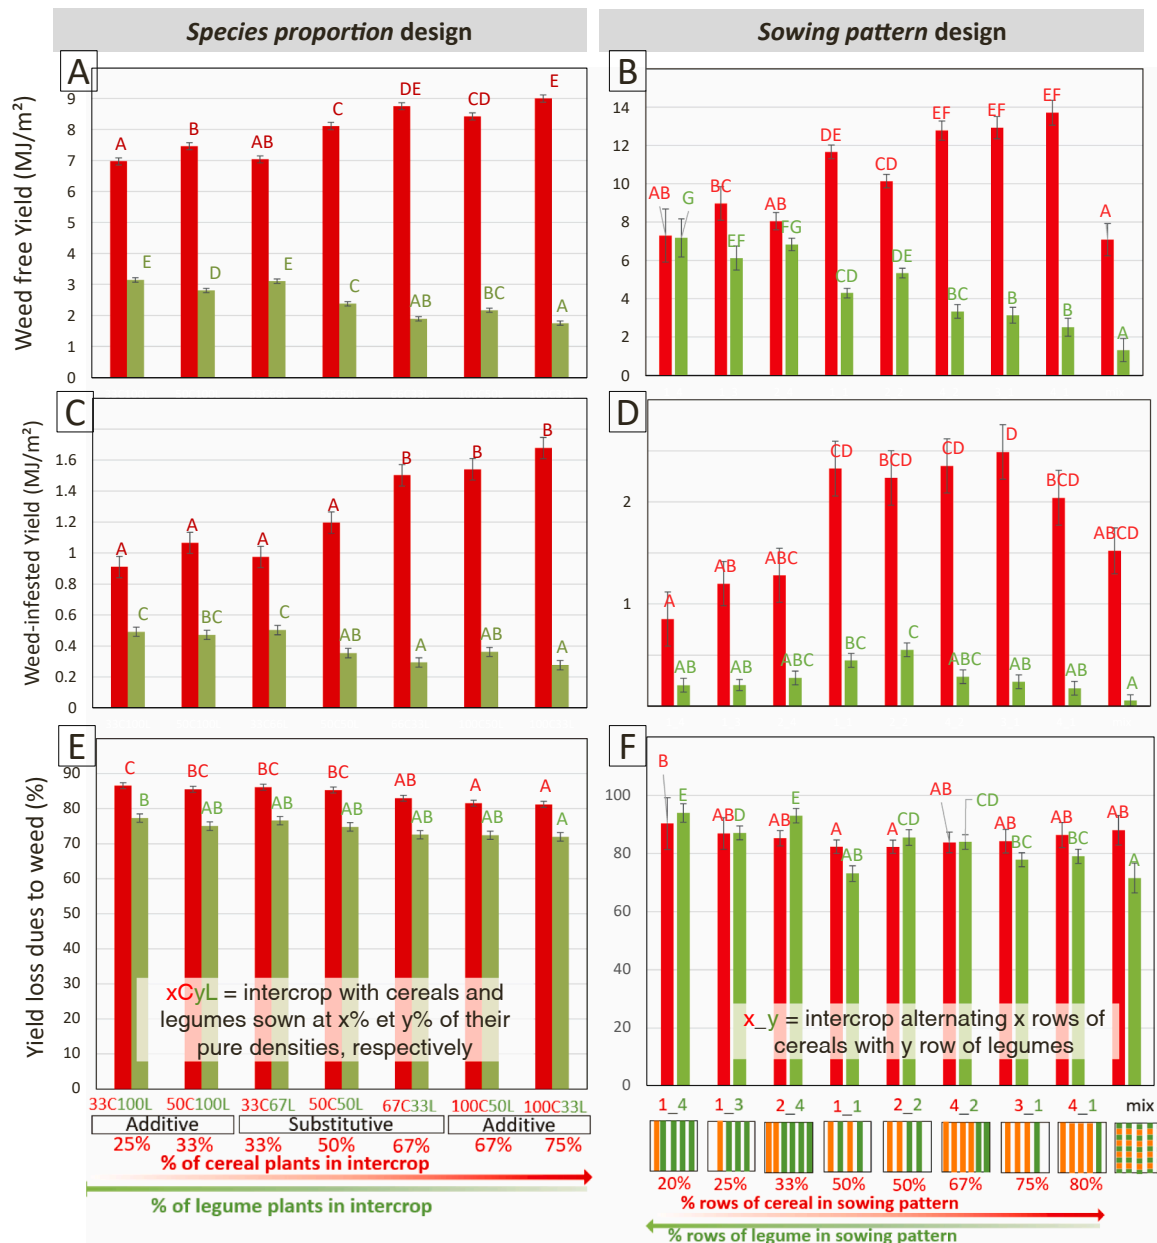 Species proportion design
Sowing pattern design
A
Weed free Yield (MJ/m²)
9
8
7
6
5
4
3
2
1
0
A
B
AB
C
DE
CD
E
E
D
E
C
AB
BC
A
B
14
12
10
8
6
4
2
0
AB
G
BC
EF
AB
FG
DE
CD
CD
DE
EF
BC
EF
B
EF
B
A
A
C
Weed-infested Yield (MJ/m²)
1.6
1.4
1.2
1
0.8
0.6
0.4
0.2
0
A
A
A
A
B
B
B
C
BC
C
AB
A
AB
A
D
2
1
A
AB
AB
AB
ABC
ABC
CD
BC
BCD
C
CD
ABC
D
AB
BCD
AB
ABCD
A
E
Yield loss dues to weed (%)
90
80
70
60
50
40
30
20
10
0
C
BC
BC
BC
AB
A
A
B
AB
AB
AB
AB
AB
A
xCyL = intercrop with cereals and
legumes sown at x% et y% of their
pure densities, respectively
33C100L 50C100L 33C67L 50C50L 67C33L 100C50L 100C33L
Additive Substitutive Additive
25% 33% 33% 50% 67% 67% 75%
% of cereal plants in intercrop
% of legume plants in intercrop
F
100
80
60
40
20
0
B
E
AB
D
AB
E
A
AB
A
CD
AB
CD
AB
BC
AB
BC
AB
A
x_y = intercrop alternating x rows of
cereals with y row of legumes
1_4 1_3 2_4 1_1 2_2 4_2 3_1 4_1 mix
20% 25% 33% 50% 50% 67% 75% 80%
% rows of cereal in sowing pattern
% rows of legume in sowing pattern